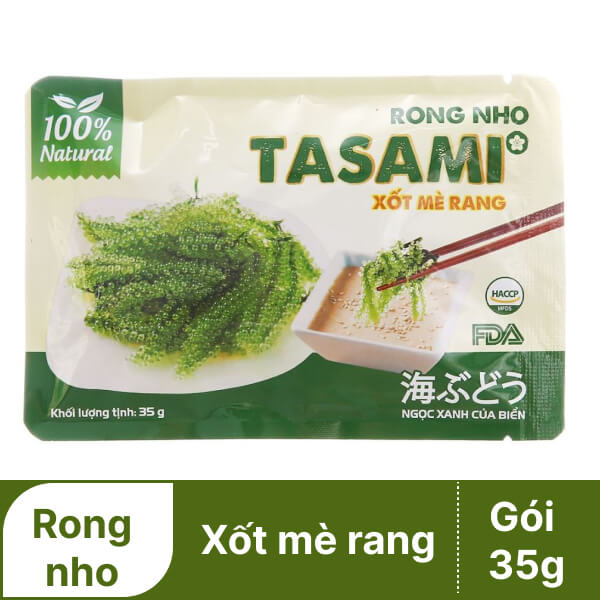 100%
Natural
RONG NHO
TASAMI
XỐT MÈ RANG
HACCP
MFDS
FDA
海ぶどう
NGỌC XANH CỦA BIỂN
Khối lượng tịnh: 35 g
Rong
nho
Xốt mè rang
Gói
35g